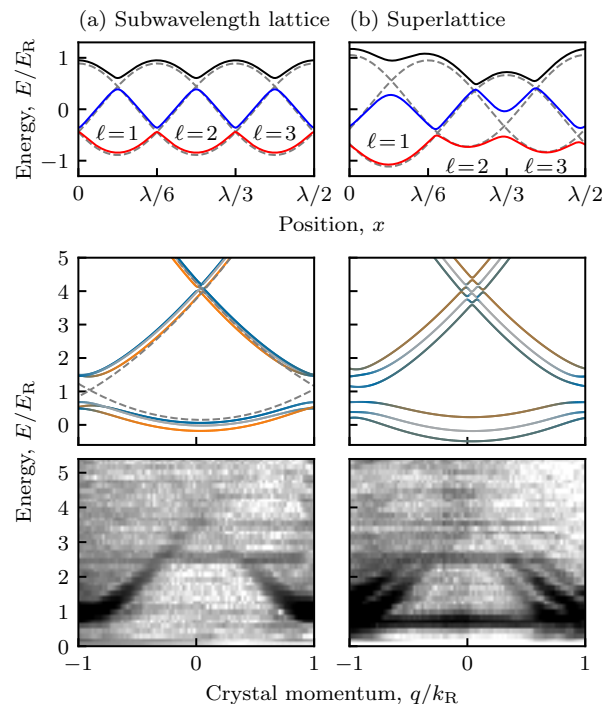 (a) Subwavelength lattice (b) Superlattice
Energy, E/E_R
1
0
−1
ℓ=1 ℓ=2 ℓ=3
ℓ=1 ℓ=2 ℓ=3
0 λ/6 λ/3 λ/2 0 λ/6 λ/3 λ/2
Position, x
Energy, E/E_R
5
4
3
2
1
0
5
4
3
2
1
0
−1 0 1 −1 0 1
Crystal momentum, q/k_R